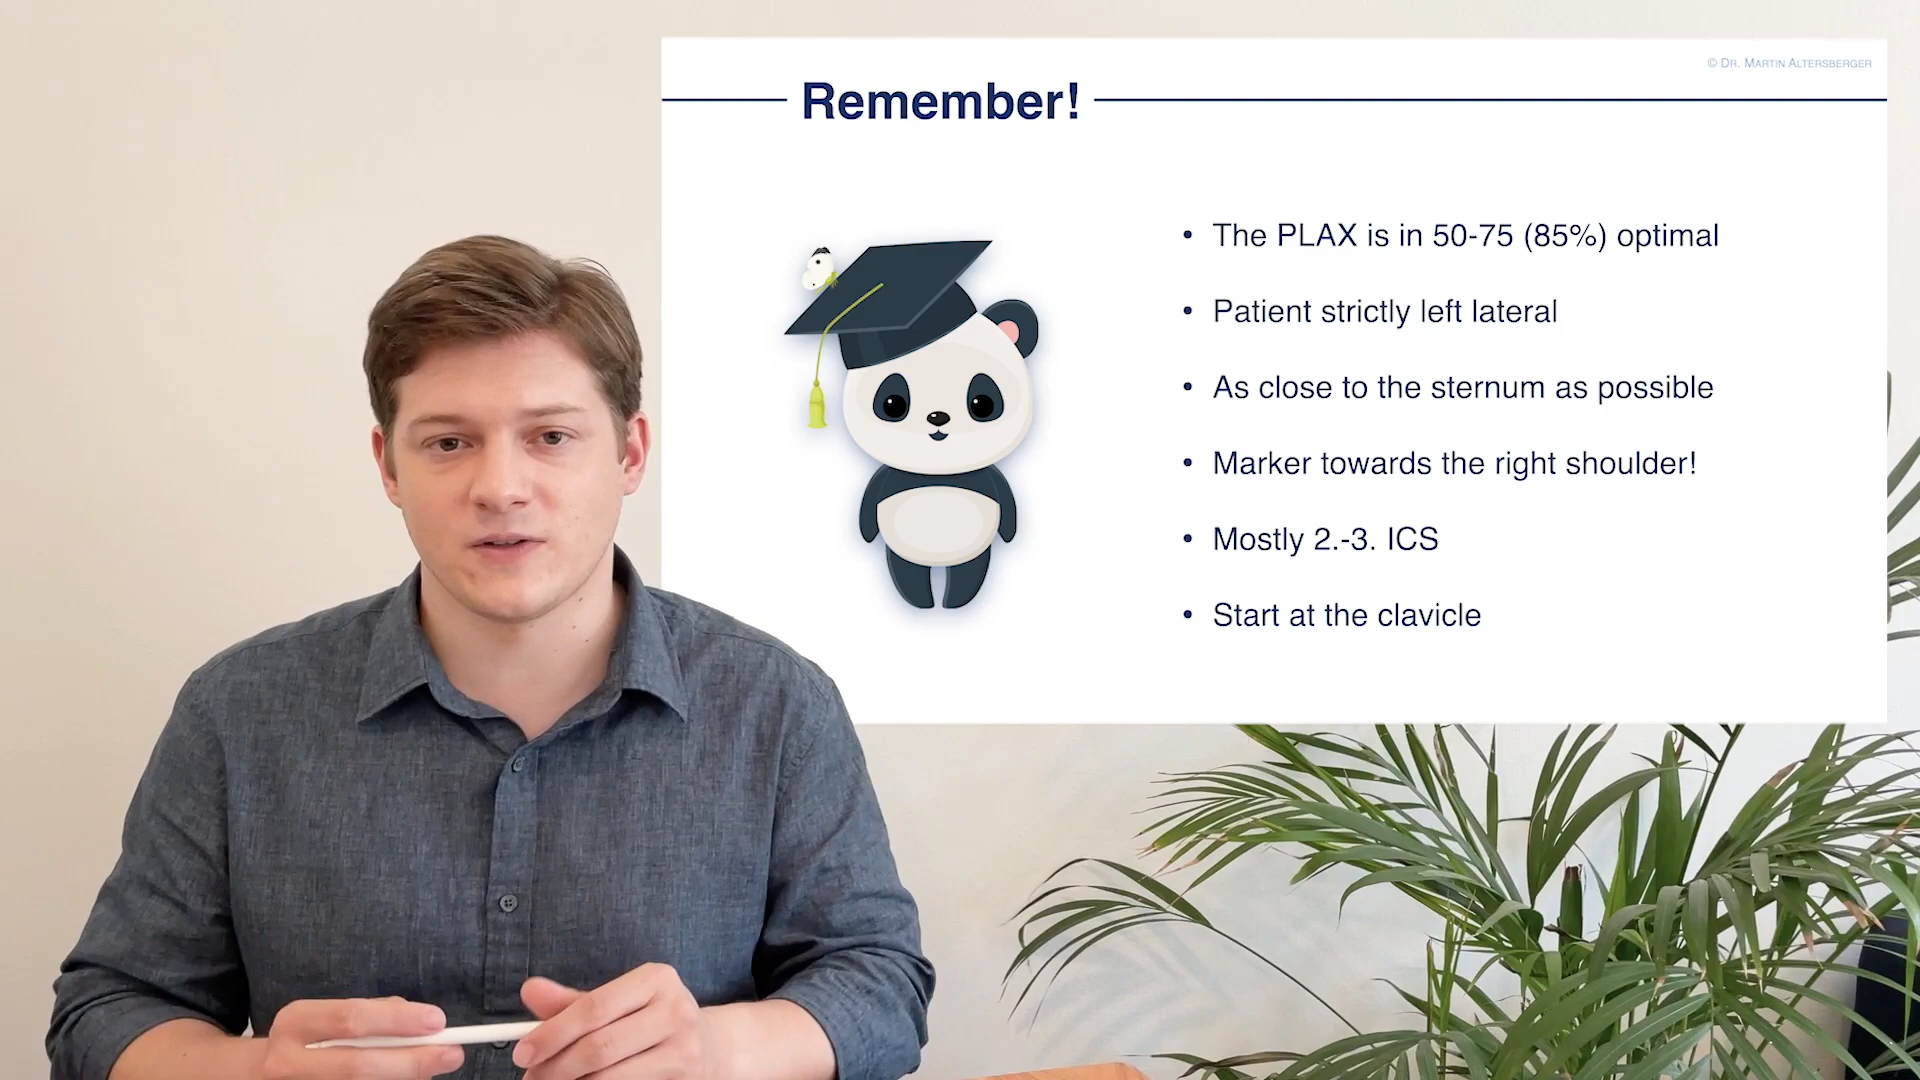 © Dr. Martin Altersberger
Remember!
• The PLAX is in 50-75 (85%) optimal
• Patient strictly left lateral
• As close to the sternum as possible
• Marker towards the right shoulder!
• Mostly 2.-3. ICS
• Start at the clavicle